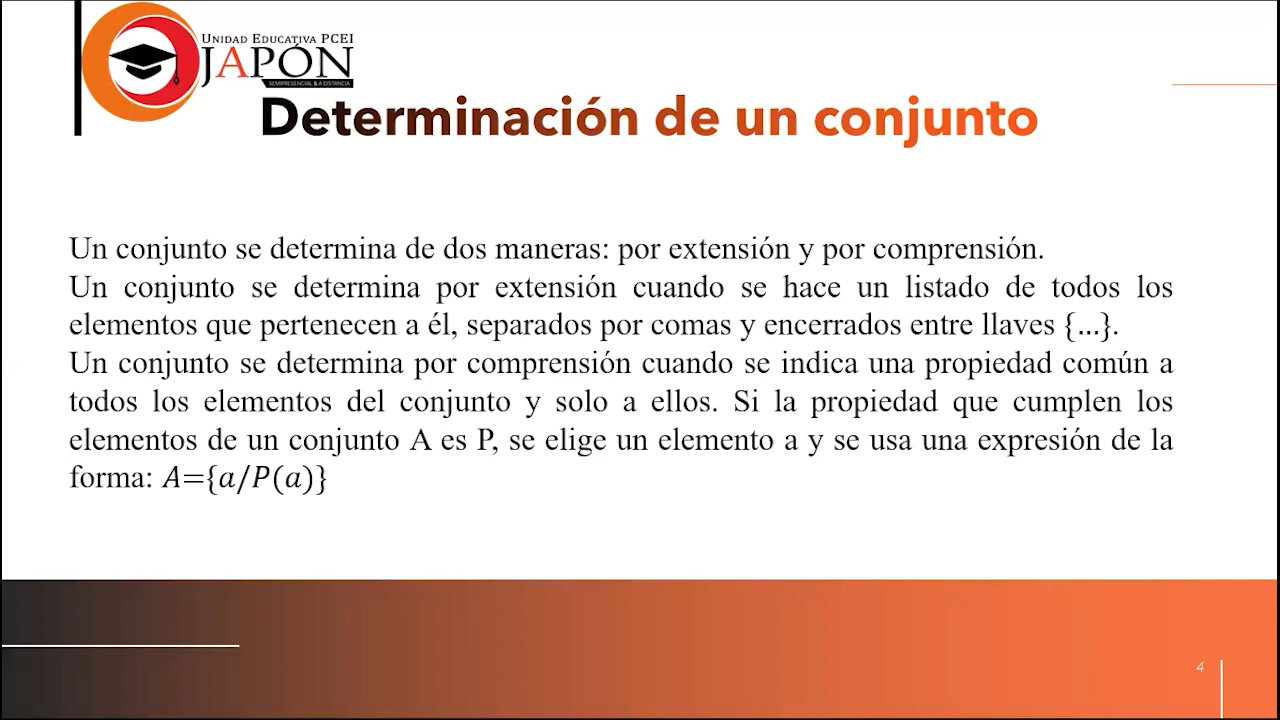 UNIDAD EDUCATIVA PCEI
JAPÓN
SEMIPRESENCIAL & A DISTANCIA
Determinación de un conjunto
Un conjunto se determina de dos maneras: por extensión y por comprensión.
Un conjunto se determina por extensión cuando se hace un listado de todos los
elementos que pertenecen a él, separados por comas y encerrados entre llaves {...}.
Un conjunto se determina por comprensión cuando se indica una propiedad común a
todos los elementos del conjunto y solo a ellos. Si la propiedad que cumplen los
elementos de un conjunto A es P, se elige un elemento a y se usa una expresión de la
forma: A={a/P(a)}
4